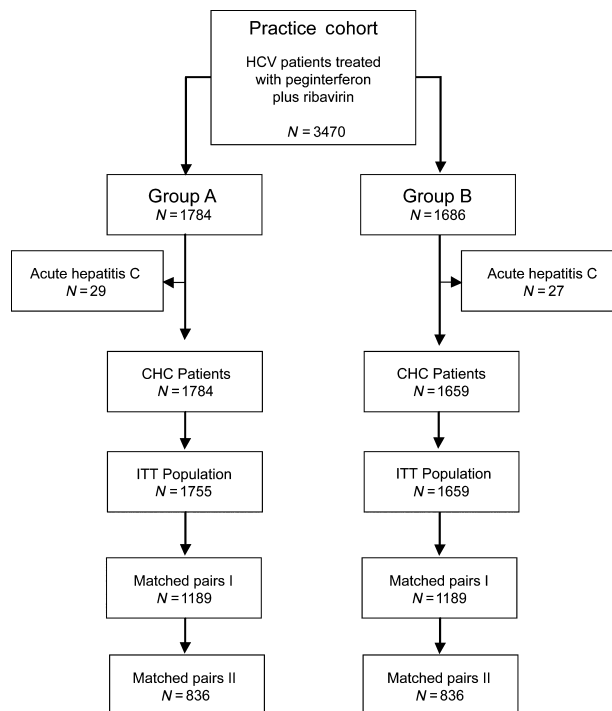 Practice cohort
HCV patients treated
with peginterferon
plus ribavirin
N = 3470
Group A
N = 1784
Group B
N = 1686
Acute hepatitis C
N = 29
Acute hepatitis C
N = 27
CHC Patients
N = 1784
CHC Patients
N = 1659
ITT Population
N = 1755
ITT Population
N = 1659
Matched pairs I
N = 1189
Matched pairs I
N = 1189
Matched pairs II
N = 836
Matched pairs II
N = 836